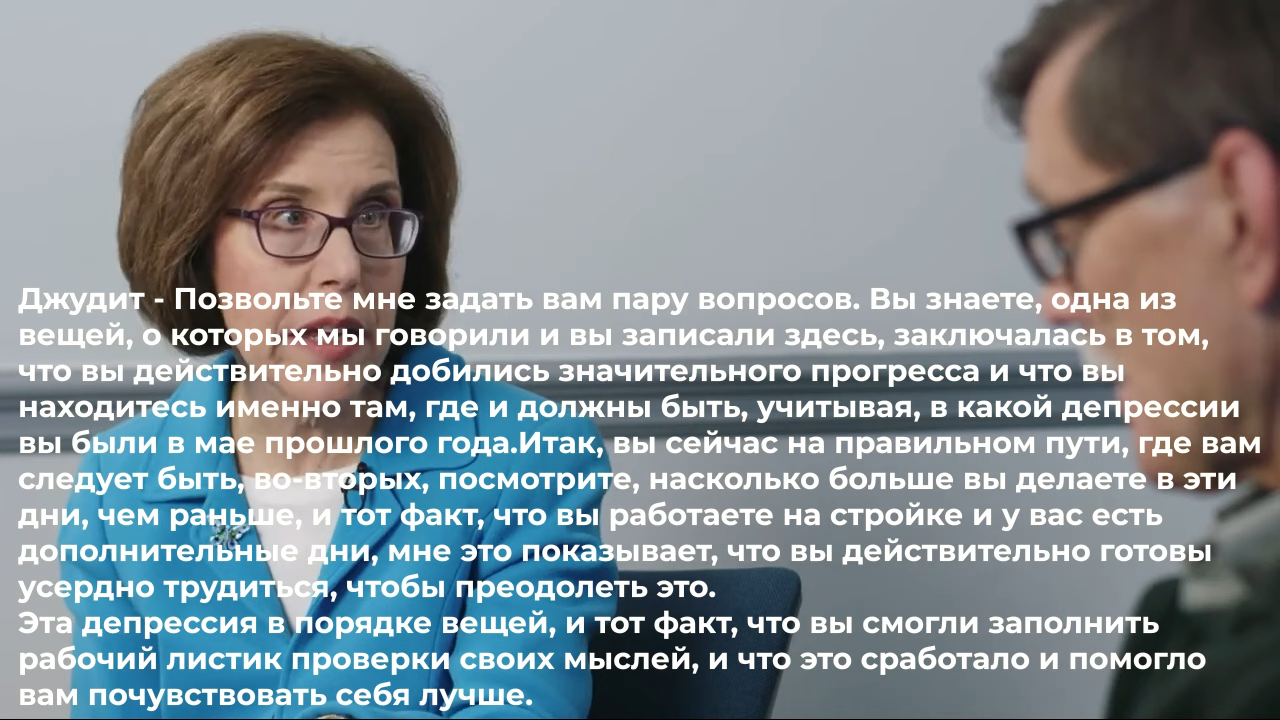 Джудит - Позвольте мне задать вам пару вопросов. Вы знаете, одна из
вещей, о которых мы говорили и вы записали здесь, заключалась в том,
что вы действительно добились значительного прогресса и что вы
находитесь именно там, где и должны быть, учитывая, в какой депрессии
вы были в мае прошлого года.Итак, вы сейчас на правильном пути, где вам
следует быть, во-вторых, посмотрите, насколько больше вы делаете в эти
дни, чем раньше, и тот факт, что вы работаете на стройке и у вас есть
дополнительные дни, мне это показывает, что вы действительно готовы
усердно трудиться, чтобы преодолеть это.
Эта депрессия в порядке вещей, и тот факт, что вы смогли заполнить
рабочий листик проверки своих мыслей, и что это сработало и помогло
вам почувствовать себя лучше.